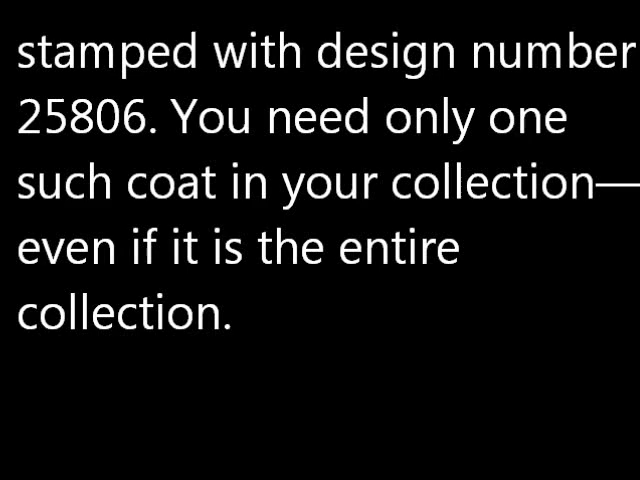 stamped with design number
25806. You need only one
such coat in your collection—
even if it is the entire
collection.